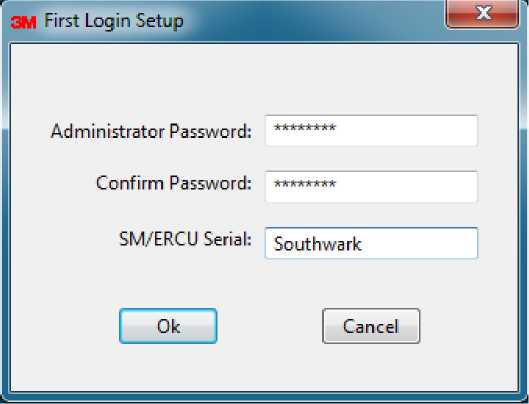 3M First Login Setup
Administrator Password: ********
Confirm Password: ********
SM/ERCU Serial: Southwark
Ok Cancel